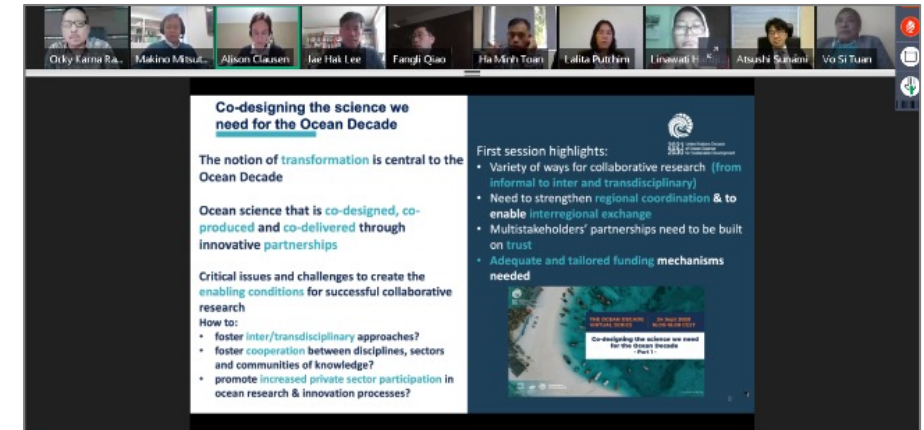 Orky Karna Ra...
Makino Mitsut...
Alison Clausen
Jae Hak Lee
Fangli Qiao
Ha Minh Toan
Lalita Putchim
Linawati H
Atsushi Sunami
Vo Si Tuan
Co-designing the science we
need for the Ocean Decade
The notion of transformation is central to the
Ocean Decade
Ocean science that is co-designed, co-
produced and co-delivered through
innovative partnerships
Critical issues and challenges to create the
enabling conditions for successful collaborative
research
How to:
• foster inter/transdisciplinary approaches?
• foster cooperation between disciplines, sectors
and communities of knowledge?
• promote increased private sector participation in
ocean research & innovation processes?
First session highlights:
• Variety of ways for collaborative research (from
informal to inter and transdisciplinary)
• Need to strengthen regional coordination & to
enable interregional exchange
• Multistakeholders' partnerships need to be built
on trust
• Adequate and tailored funding mechanisms
needed
THE OCEAN DECADE
VIRTUAL SERIES
Co-designing the science we need
for the Ocean Decade
- Part 1 -